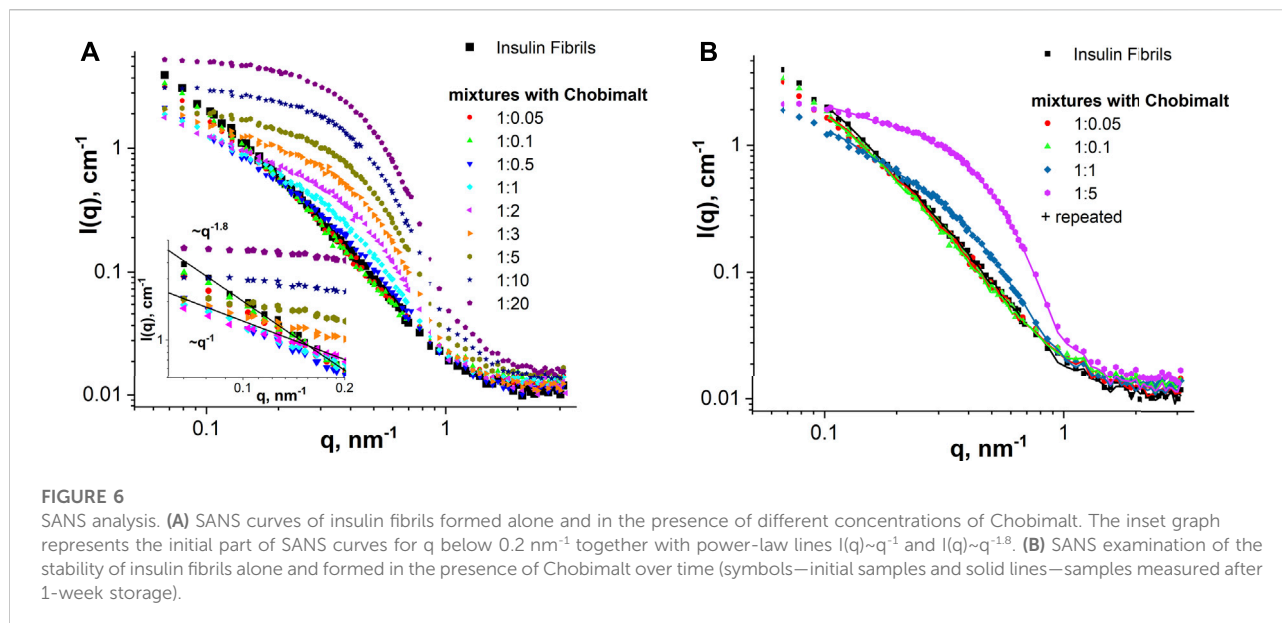 A
I(q), cm-1
1
0.1
0.01
0.1
1
q, nm-1
Insulin Fibrils
mixtures with Chobimalt
1:0.05
1:0.1
1:0.5
1:1
1:2
1:3
1:5
1:10
1:20
~q-1.8
~q-1
I(q), cm-1
1
0.1
0.2
q, nm-1
B
I(q), cm-1
1
0.1
0.01
0.1
1
q, nm-1
Insulin Fibrils
mixtures with Chobimalt
1:0.05
1:0.1
1:1
1:5
+ repeated
FIGURE 6
SANS analysis. (A) SANS curves of insulin fibrils formed alone and in the presence of different concentrations of Chobimalt. The inset graph
represents the initial part of SANS curves for q below 0.2 nm-1 together with power-law lines I(q)~q-1 and I(q)~q-1.8. (B) SANS examination of the
stability of insulin fibrils alone and formed in the presence of Chobimalt over time (symbols—initial samples and solid lines—samples measured after
1-week storage).